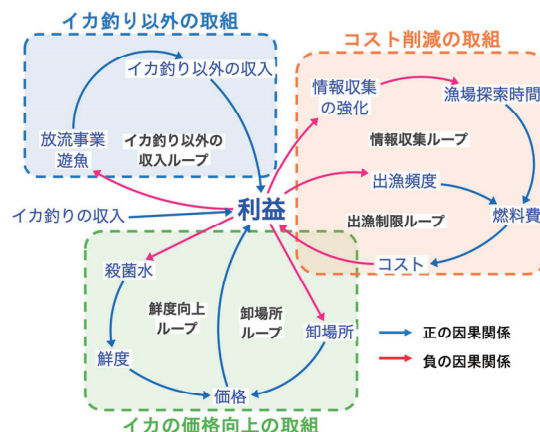 イカ釣り以外の取組
イカ釣り以外の収入
放流事業
遊魚
イカ釣り以外の
収入ループ
コスト削減の取組
情報収集
の強化
漁場探索時間
情報収集ループ
出漁頻度
燃料費
出漁制限ループ
コスト
イカ釣りの収入
利益
殺菌水
鮮度向上
ループ
卸場所
ループ
卸場所
鮮度
価格
イカの価格向上の取組
正の因果関係
負の因果関係